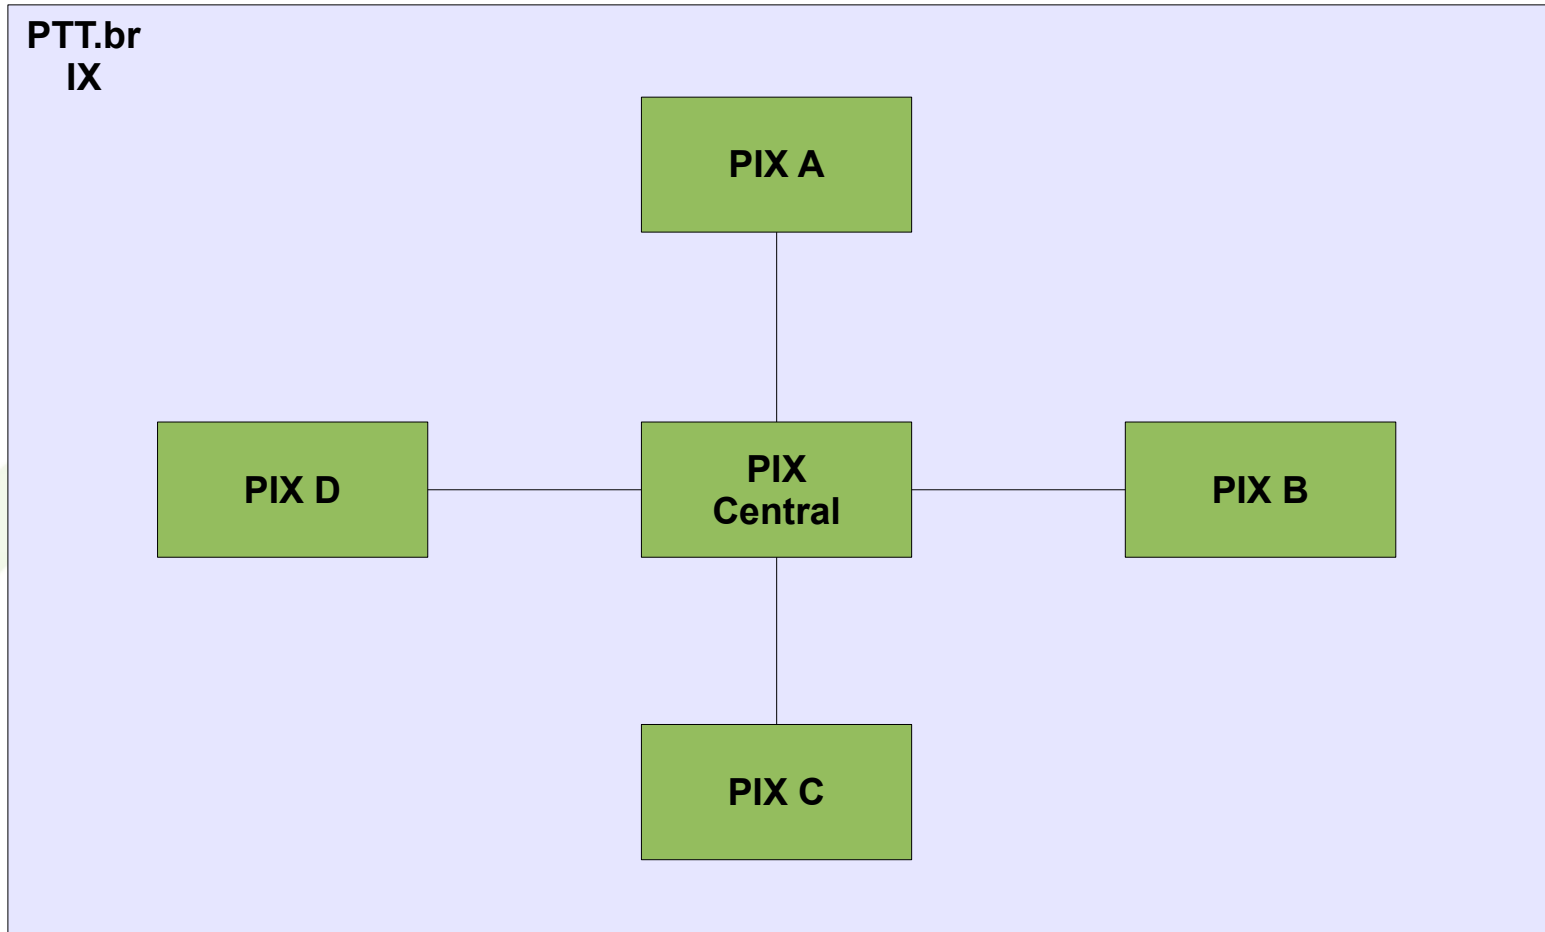 PTT.br
IX
PIX A
PIX D
PIX
Central
PIX B
PIX C